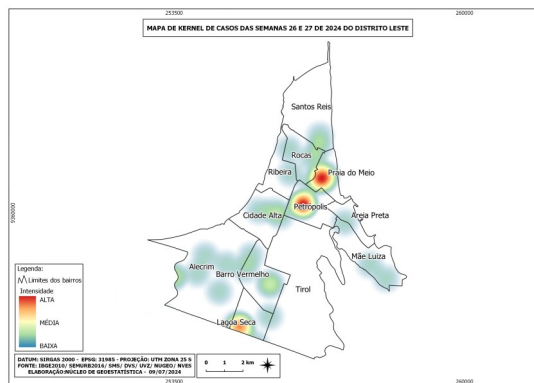 253500
260000
MAPA DE KERNEL DE CASOS DAS SEMANAS 26 E 27 DE 2024 DO DISTRITO LESTE
Santos Reis
Rocas
Ribeira
Praia do Meio
Petrópolis
Cidade Alta
Areia Preta
9360000
Mãe Luiza
Alecrim
Barro Vermelho
Tirol
Lagoa Seca
Legenda:
Limites dos bairros
Intensidade
ALTA
MÉDIA
BAIXA
DATUM: SIRGAS 2000 - EPSG: 31985 - PROJEÇÃO: UTM ZONA 25 S
FONTE: IBGE2010/ SEMURB2016/ SMS/ DVS/ UVZ/ NUGEO/ NVES
ELABORAÇÃO:NÚCLEO DE GEOESTATÍSTICA - 09/07/2024
0 1 2 km
253500
260000